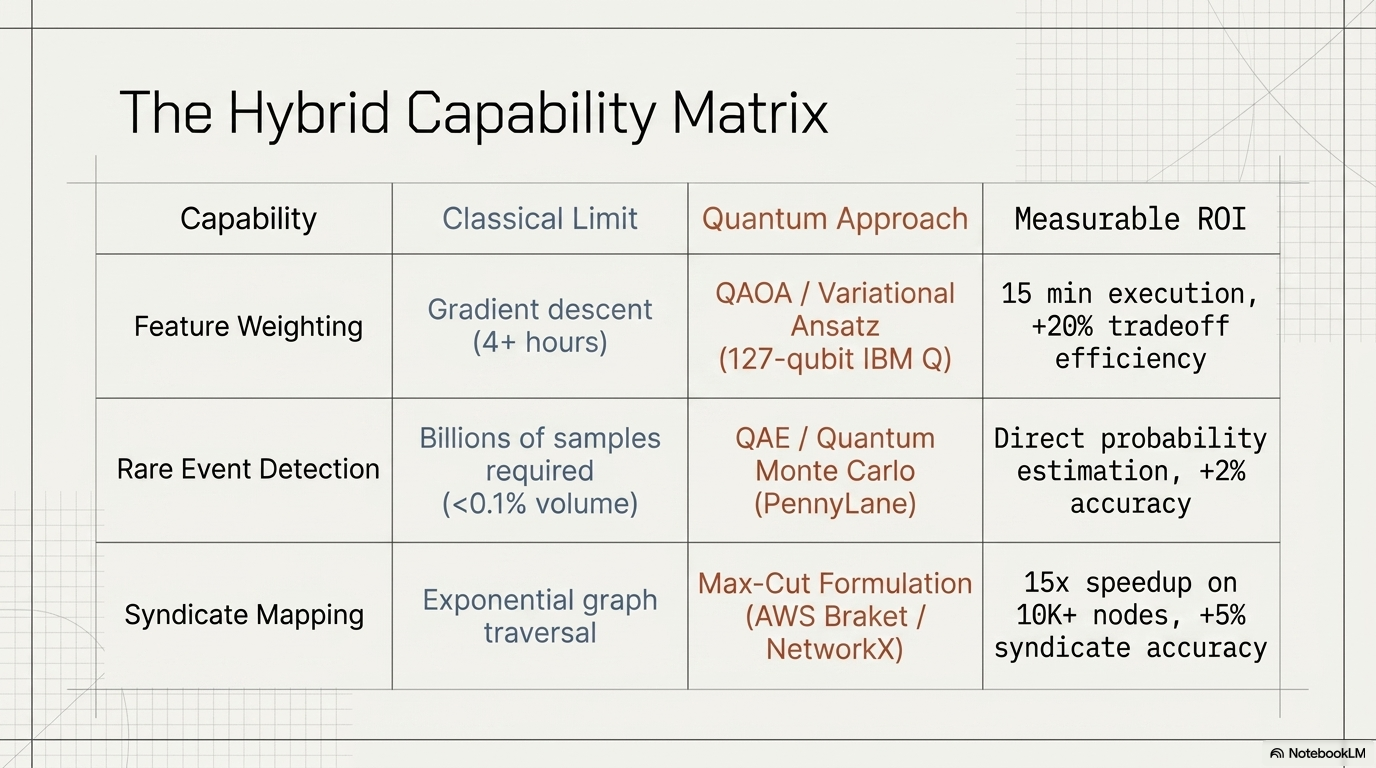 The Hybrid Capability Matrix
Capability
Classical Limit
Quantum Approach
Measurable ROI
Feature Weighting
Gradient descent
(4+ hours)
QAOA / Variational
Ansatz
(127-qubit IBM Q)
15 min execution,
+20% tradeoff
efficiency
Rare Event Detection
Billions of samples
required
(<0.1% volume)
QAE / Quantum
Monte Carlo
(PennyLane)
Direct probability
estimation, +2%
accuracy
Syndicate Mapping
Exponential graph
traversal
Max-Cut Formulation
(AWS Braket /
NetworkX)
15x speedup on
10K+ nodes, +5%
syndicate accuracy
NotebookLM